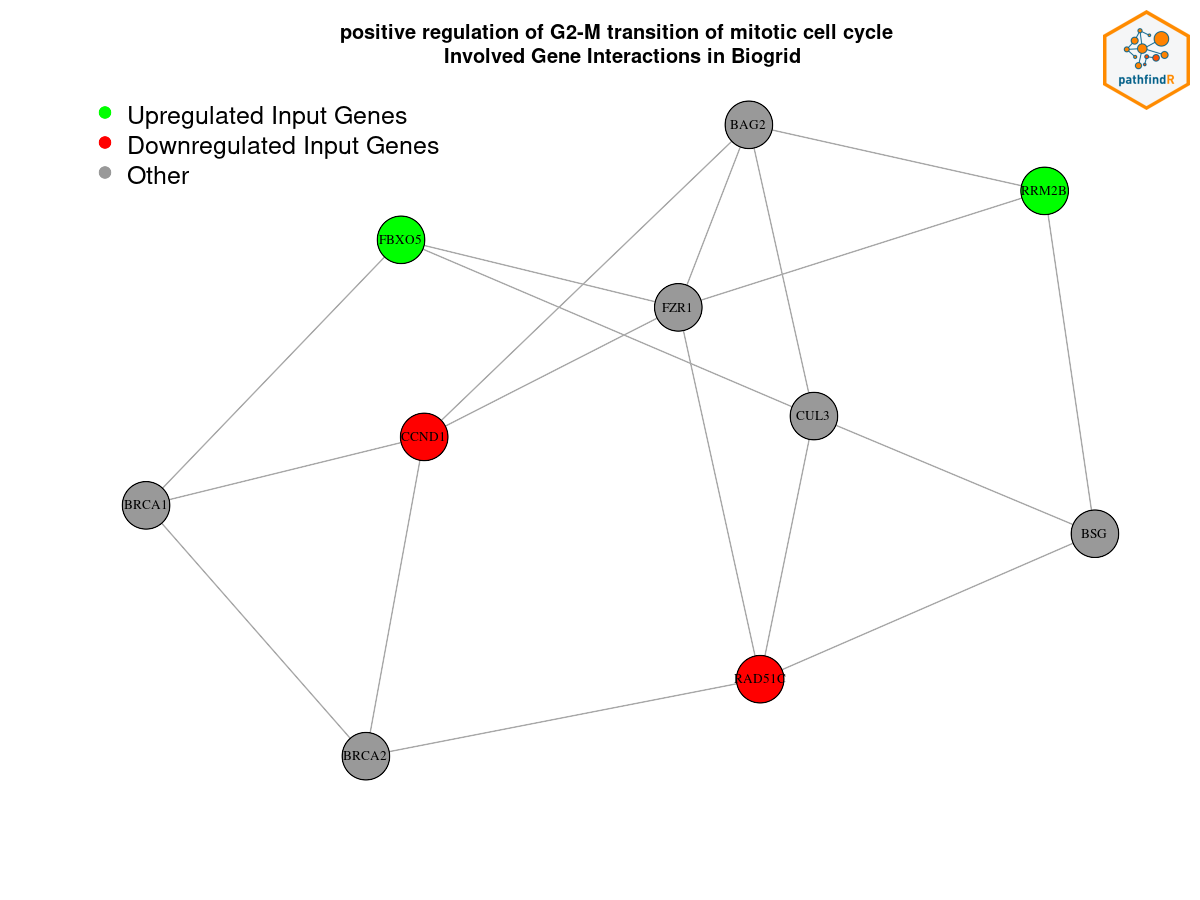 positive regulation of G2-M transition of mitotic cell cycle
Involved Gene Interactions in Biogrid
pathfindR
Upregulated Input Genes
Downregulated Input Genes
Other
BAG2
RRM2B
FBXO5
FZR1
CUL3
CCND1
BRCA1
BSG
RAD51C
BRCA2